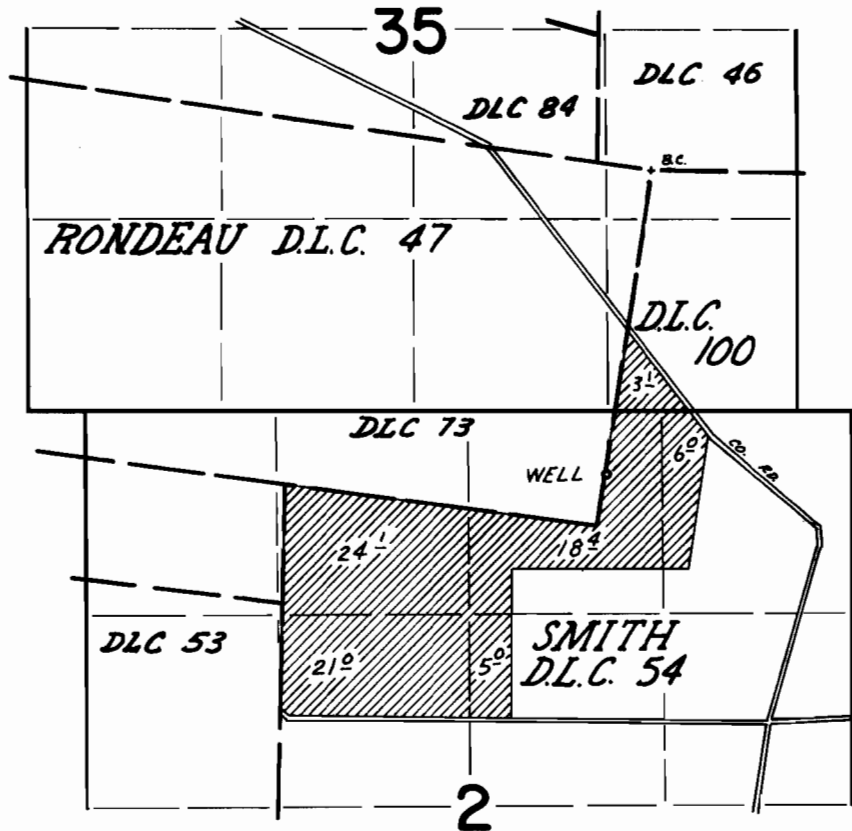 35
DLC 46
DLC 84
B.C.
RONDEAU D.L.C. 47
D.L.C.
100
3 1
DLC 73
6 0
CO. RD.
WELL
24 1
18 4
DLC 53
SMITH
D.L.C. 54
21 0
5 0
2